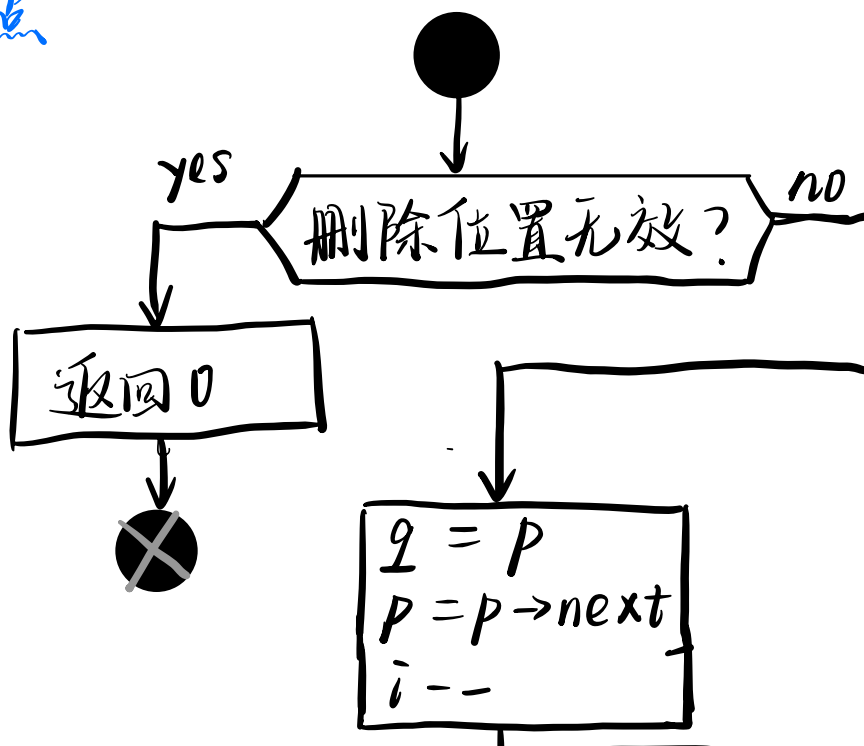 yes
no
删除位置无效？
返回 0
q = p
p = p→next
i--